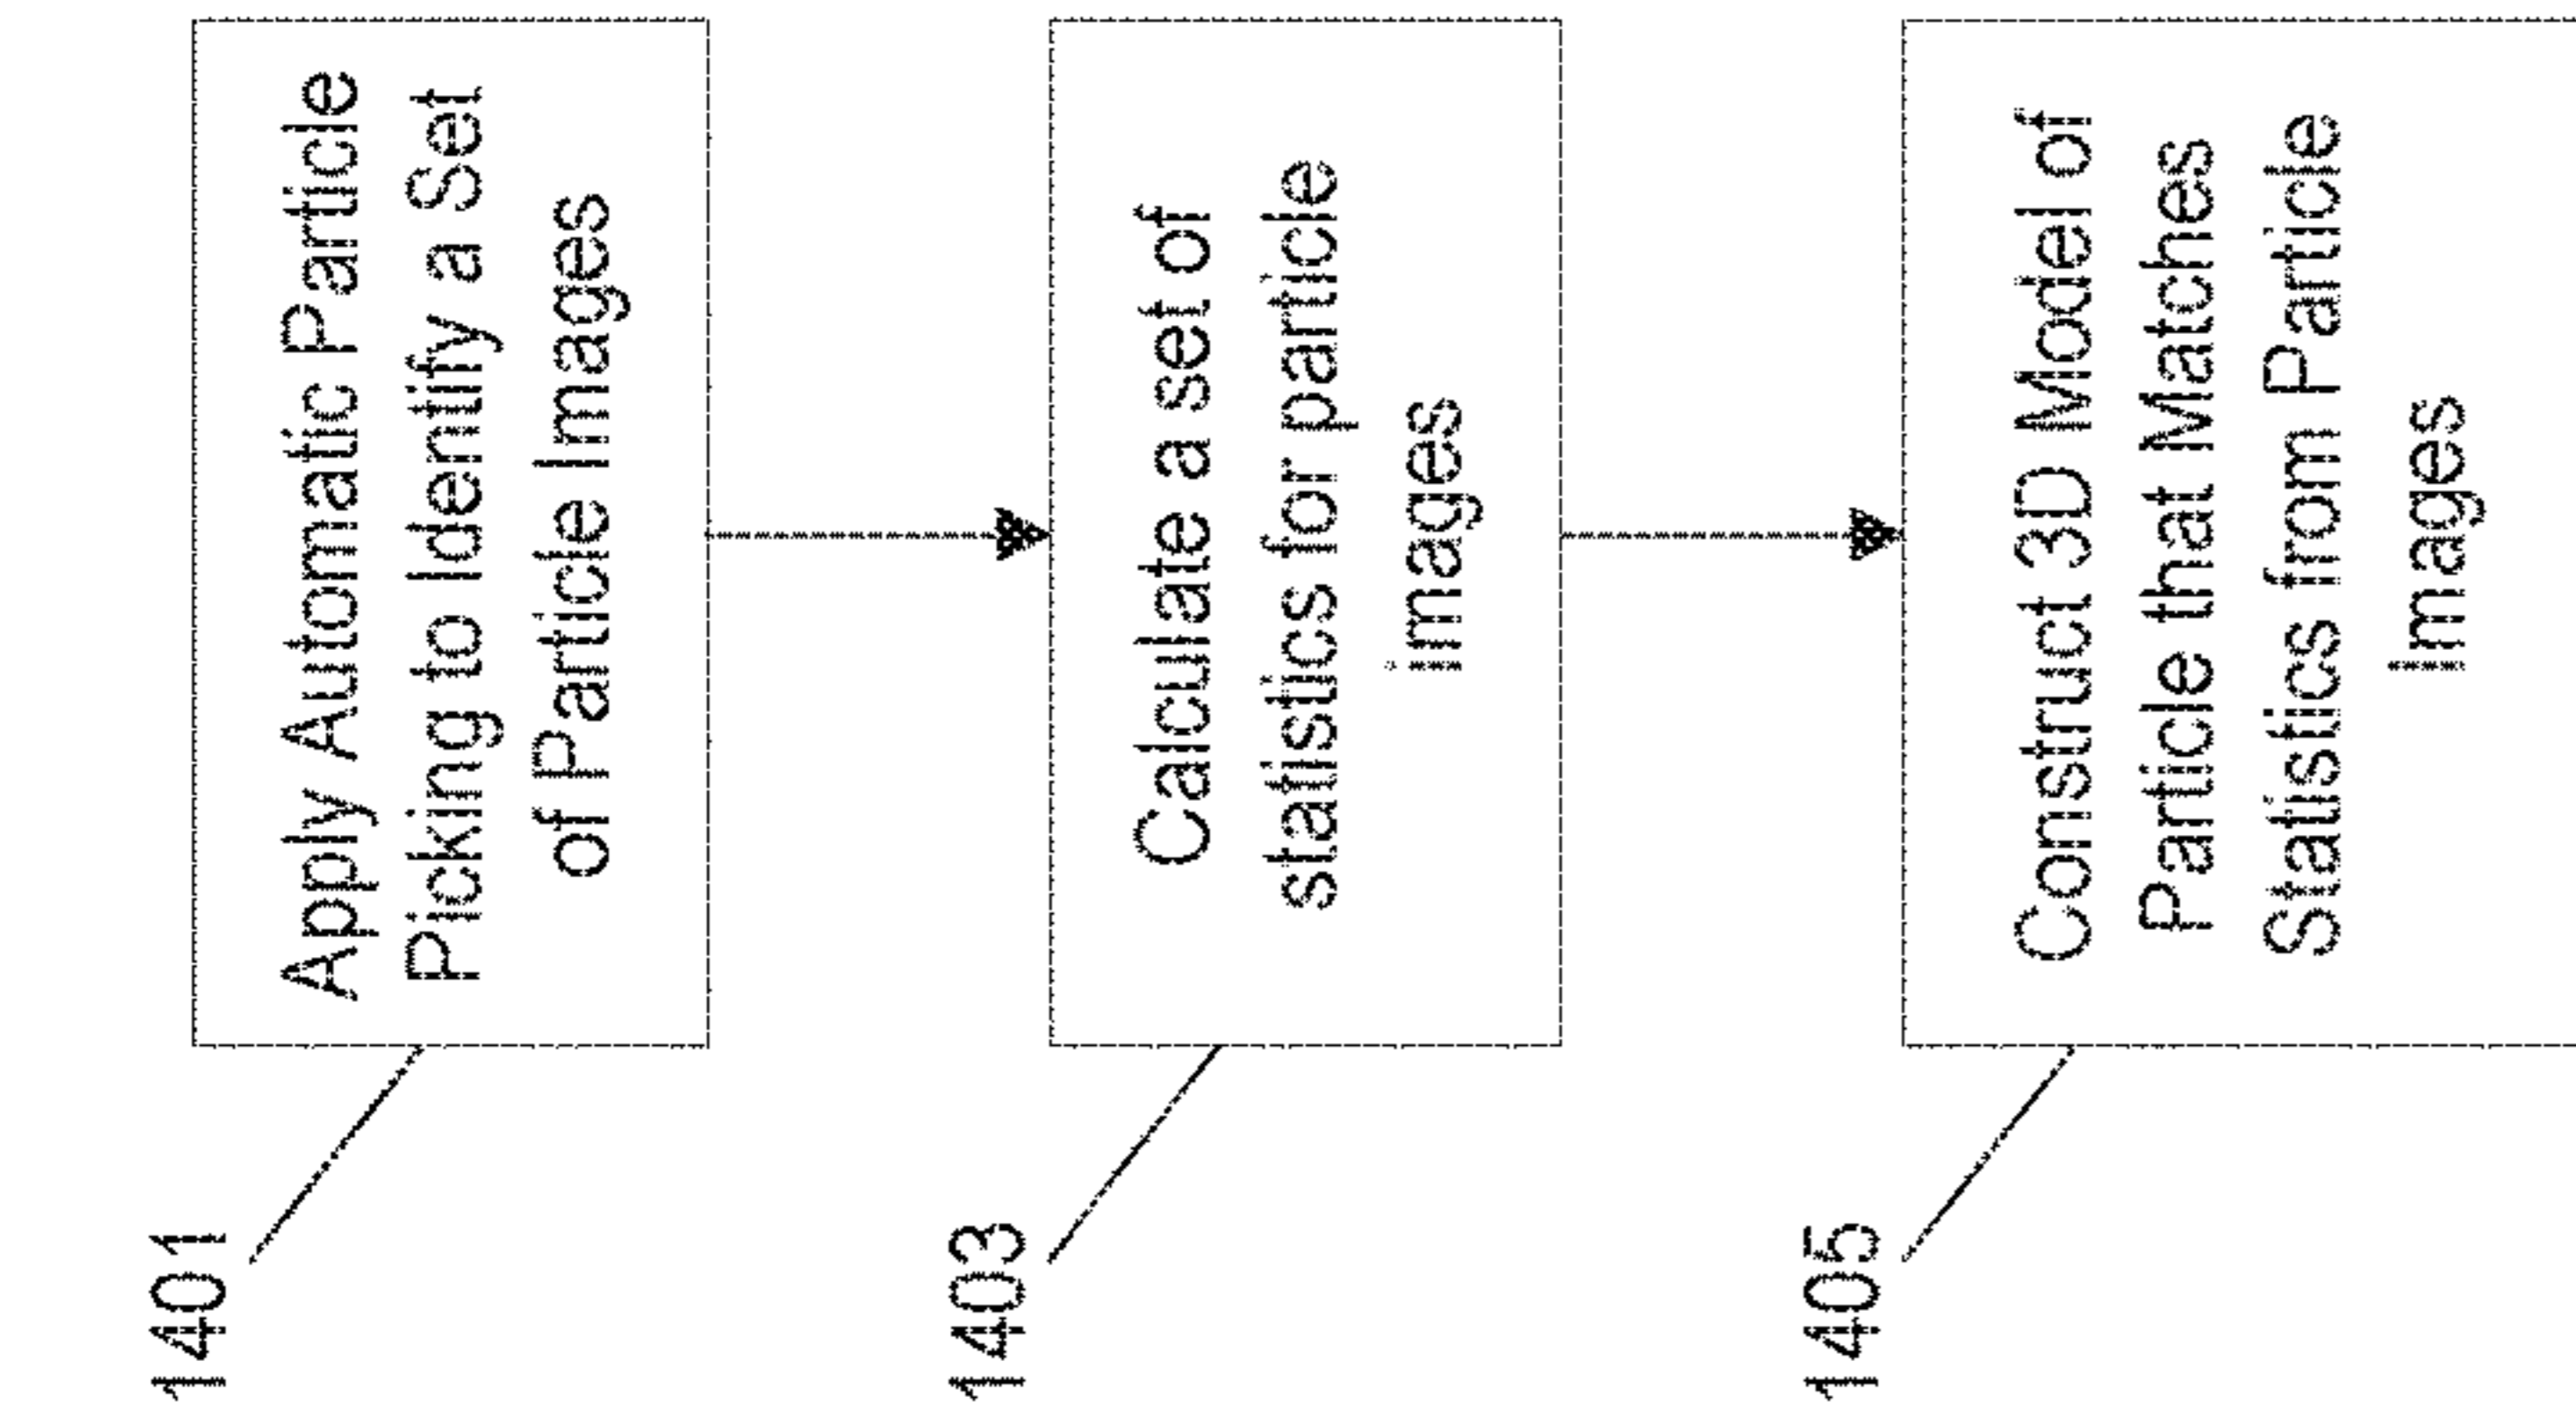 1401
Apply Automatic Particle
Picking to Identify a Set
of Particle Images
1403
Calculate a set of
statistics for particle
images
1405
Construct 3D Model of
Particle that Matches
Statistics from Particle
Images